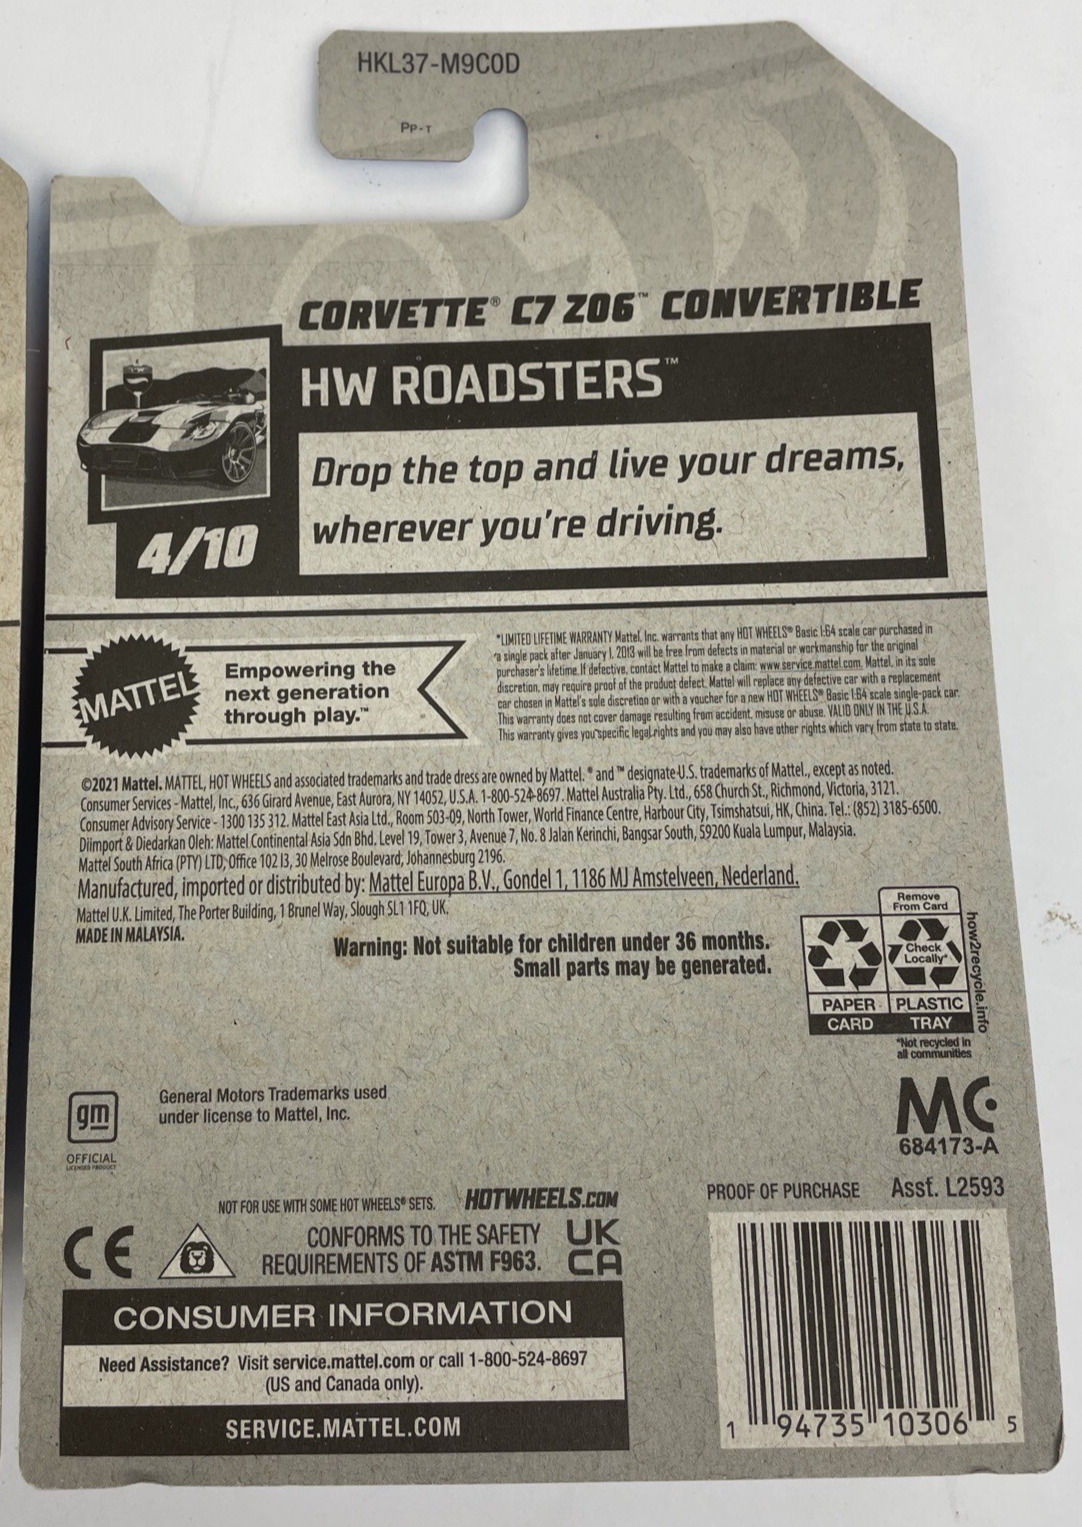 HKL37-M9C0D
Pp-T
CORVETTE® C7 Z06™ CONVERTIBLE
HW ROADSTERS™
Drop the top and live your dreams,
wherever you're driving.
4/10
MATTEL
Empowering the
next generation
through play.™
*LIMITED LIFETIME WARRANTY Mattel, Inc. warrants that any HOT WHEELS® Basic 1:64 scale car purchased in
a single pack after January 1, 2013 will be free from defects in material or workmanship for the original
purchaser's lifetime. If defective, contact Mattel to make a claim: www.service.mattel.com. Mattel, in its sole
discretion, may require proof of the product defect. Mattel will replace any defective car with a replacement
car chosen in Mattel's sole discretion or with a voucher for a new HOT WHEELS® Basic 1:64 scale single-pack car.
This warranty does not cover damage resulting from accident, misuse or abuse. VALID ONLY IN THE U.S.A.
This warranty gives you specific legal rights and you may also have other rights which vary from state to state.
©2021 Mattel. MATTEL, HOT WHEELS and associated trademarks and trade dress are owned by Mattel. ® and ™ designate U.S. trademarks of Mattel., except as noted.
Consumer Services - Mattel, Inc., 636 Girard Avenue, East Aurora, NY 14052, U.S.A. 1-800-524-8697. Mattel Australia Pty. Ltd., 658 Church St., Richmond, Victoria, 3121.
Consumer Advisory Service - 1300 135 312. Mattel East Asia Ltd., Room 503-09, North Tower, World Finance Centre, Harbour City, Tsimshatsui, HK, China. Tel.: (852) 3185-6500.
Diimport & Diedarkan Oleh: Mattel Continental Asia Sdn Bhd. Level 19, Tower 3, Avenue 7, No. 8 Jalan Kerinchi, Bangsar South, 59200 Kuala Lumpur, Malaysia.
Mattel South Africa (PTY) LTD, Office 102 I3, 30 Melrose Boulevard, Johannesburg 2196.
Manufactured, imported or distributed by: Mattel Europa B.V., Gondel 1, 1186 MJ Amstelveen, Nederland.
Mattel U.K. Limited, The Porter Building, 1 Brunel Way, Slough SL1 1FQ, UK.
MADE IN MALAYSIA.
Warning: Not suitable for children under 36 months.
Small parts may be generated.
Remove
From Card
Check
Locally*
PAPER PLASTIC
CARD TRAY
how2recycle.info
*Not recycled in
all communities
gm
OFFICIAL
LICENSED PRODUCT
General Motors Trademarks used
under license to Mattel, Inc.
MC
684173-A
NOT FOR USE WITH SOME HOT WHEELS® SETS.
HOTWHEELS.COM
PROOF OF PURCHASE
Asst. L2593
CE
CONFORMS TO THE SAFETY
REQUIREMENTS OF ASTM F963.
UK
CA
CONSUMER INFORMATION
Need Assistance? Visit service.mattel.com or call 1-800-524-8697
(US and Canada only).
SERVICE.MATTEL.COM
1 94735 10306 5